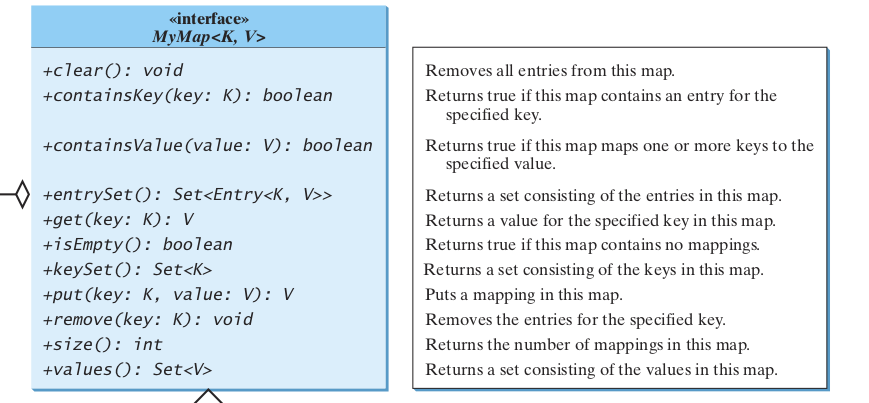 «interface»
MyMap<K, V>
+clear(): void
Removes all entries from this map.
+containsKey(key: K): boolean
Returns true if this map contains an entry for the
specified key.
+containsValue(value: V): boolean
Returns true if this map maps one or more keys to the
specified value.
+entrySet(): Set<Entry<K, V>>
Returns a set consisting of the entries in this map.
+get(key: K): V
Returns a value for the specified key in this map.
+isEmpty(): boolean
Returns true if this map contains no mappings.
+keySet(): Set<K>
Returns a set consisting of the keys in this map.
+put(key: K, value: V): V
Puts a mapping in this map.
+remove(key: K): void
Removes the entries for the specified key.
+size(): int
Returns the number of mappings in this map.
+values(): Set<V>
Returns a set consisting of the values in this map.